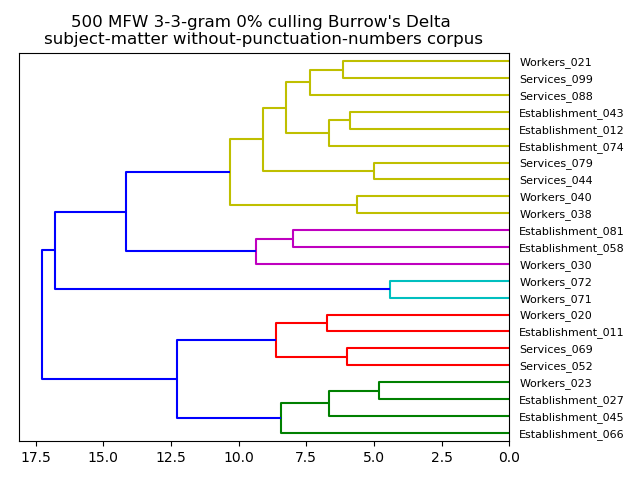 500 MFW 3-3-gram 0% culling Burrow's Delta
subject-matter without-punctuation-numbers corpus
Workers_021
Services_099
Services_088
Establishment_043
Establishment_012
Establishment_074
Services_079
Services_044
Workers_040
Workers_038
Establishment_081
Establishment_058
Workers_030
Workers_072
Workers_071
Workers_020
Establishment_011
Services_069
Services_052
Workers_023
Establishment_027
Establishment_045
Establishment_066
17.5 15.0 12.5 10.0 7.5 5.0 2.5 0.0